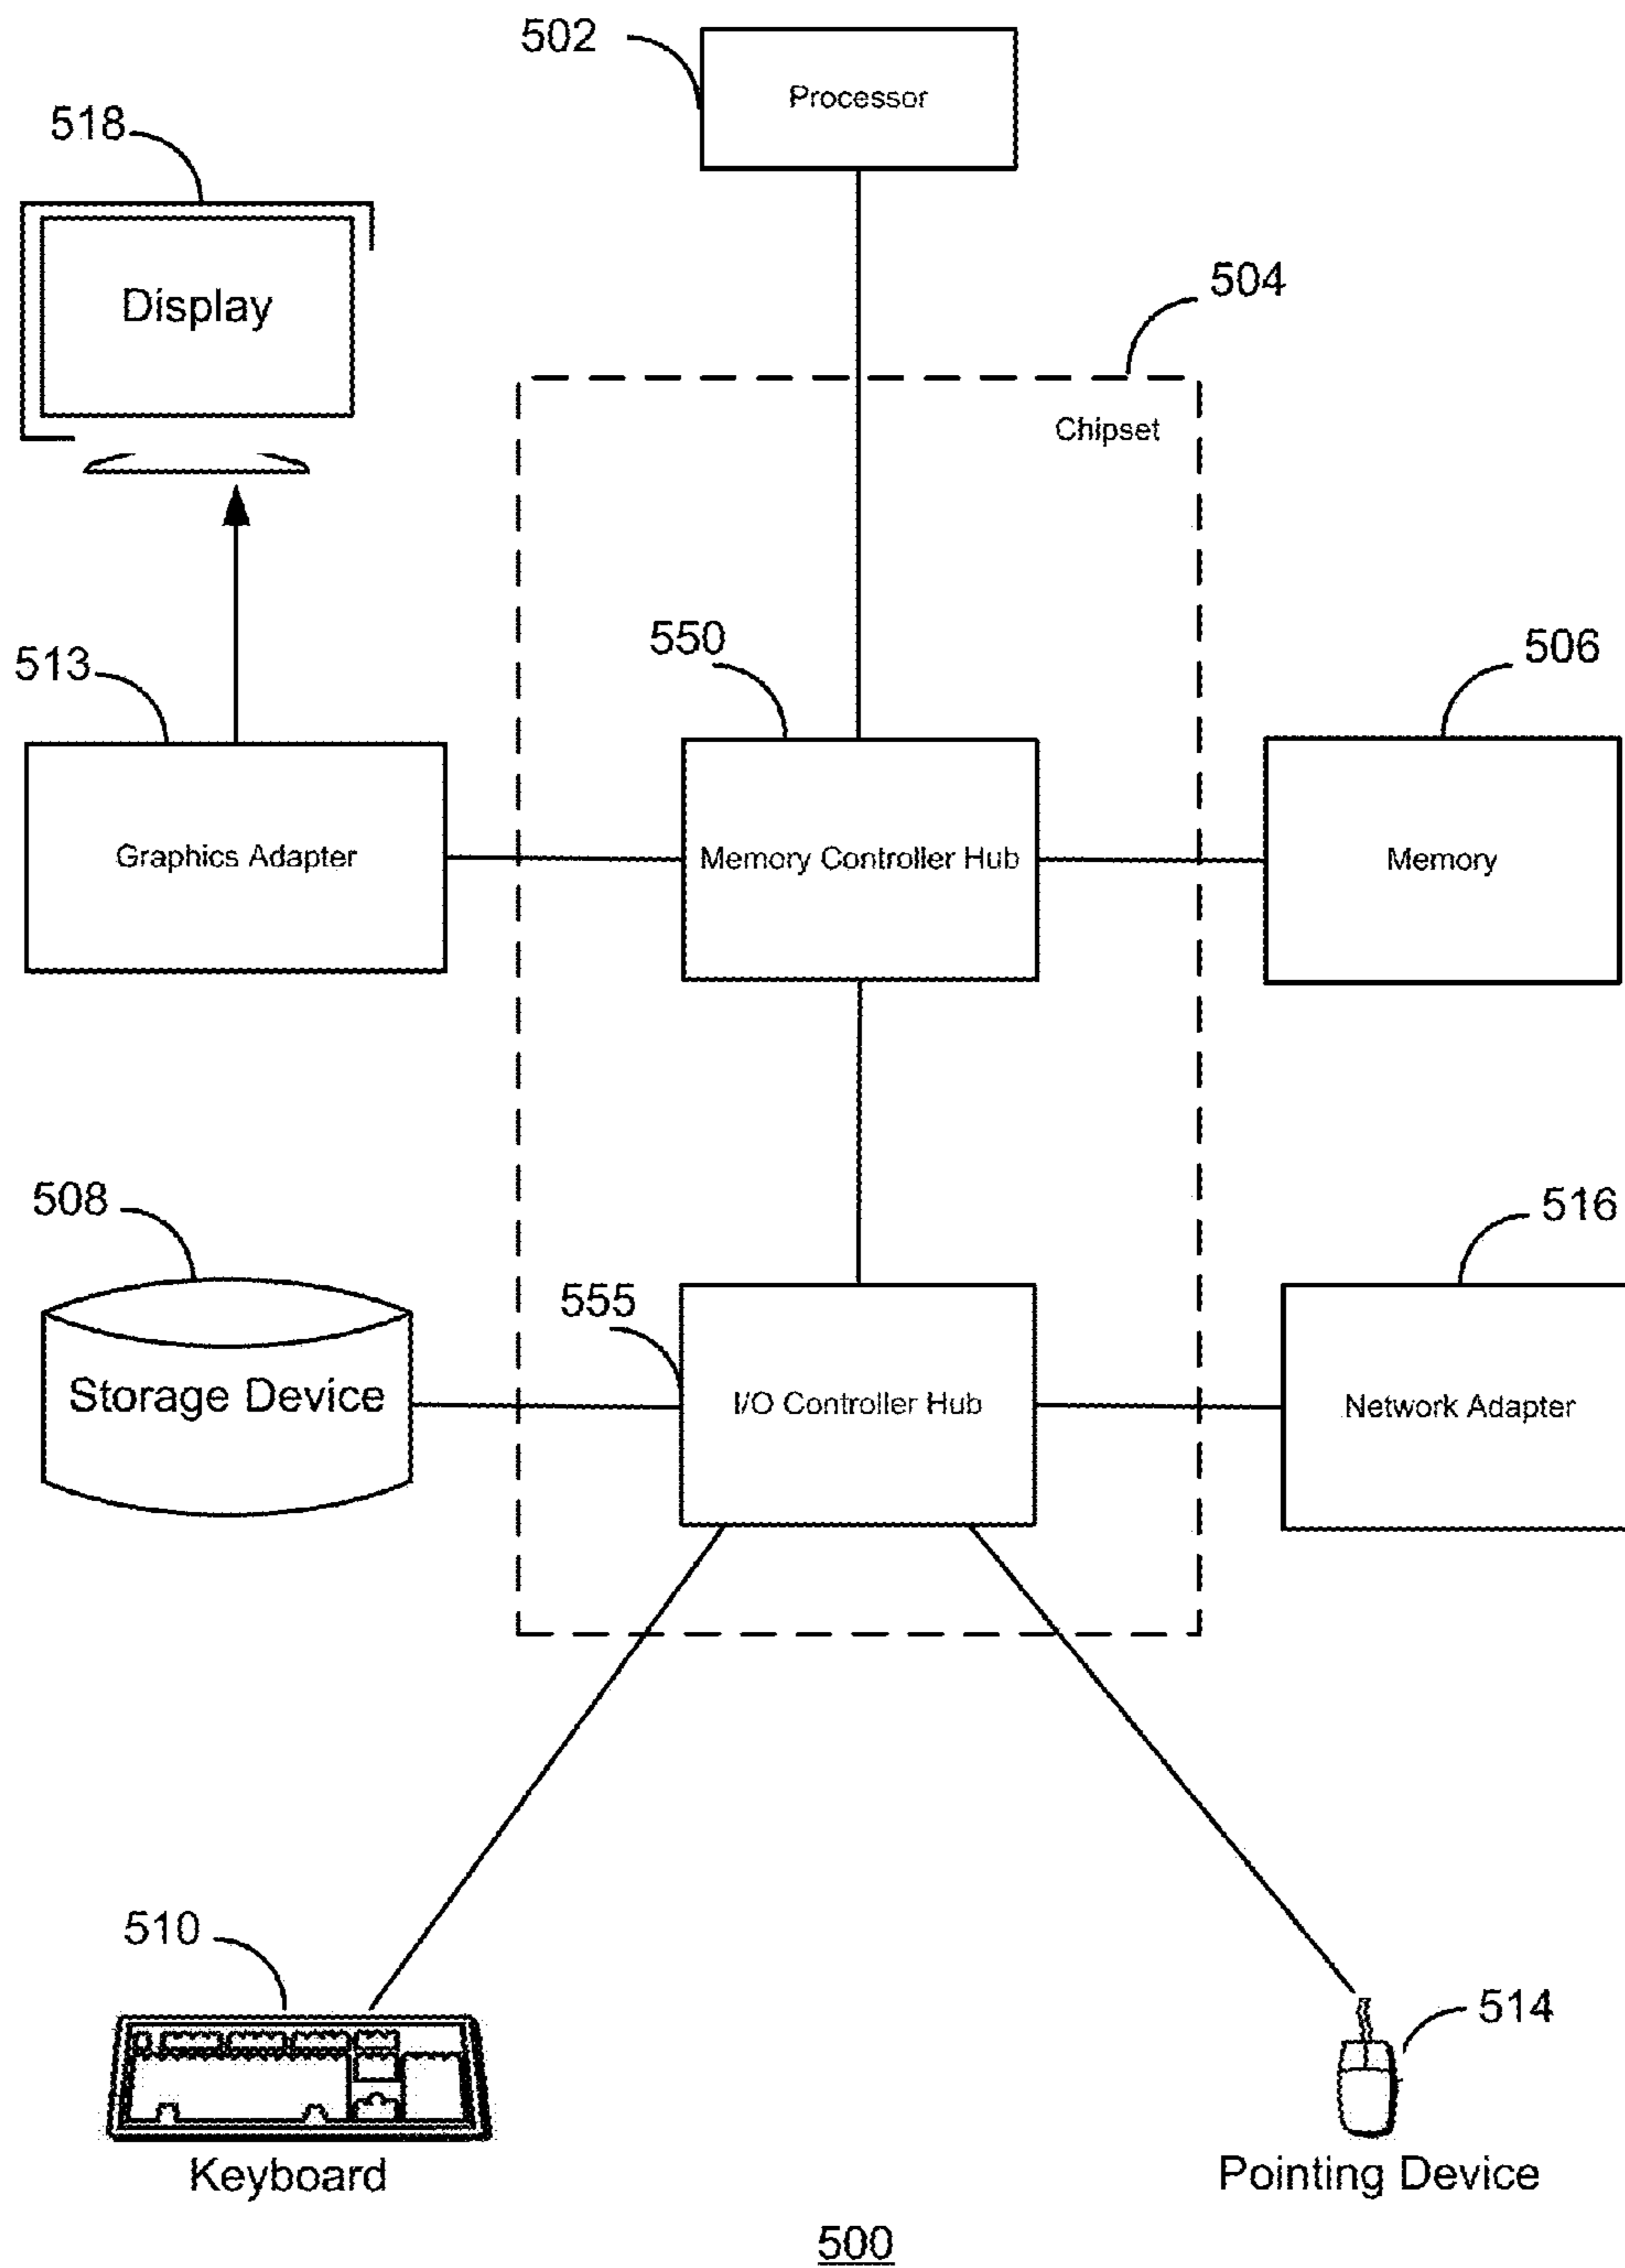 502
Processor
518
Display
504
Chipset
513
550
506
Graphics Adapter
Memory Controller Hub
Memory
508
555
516
Storage Device
I/O Controller Hub
Network Adapter
510
514
Keyboard
Pointing Device
500